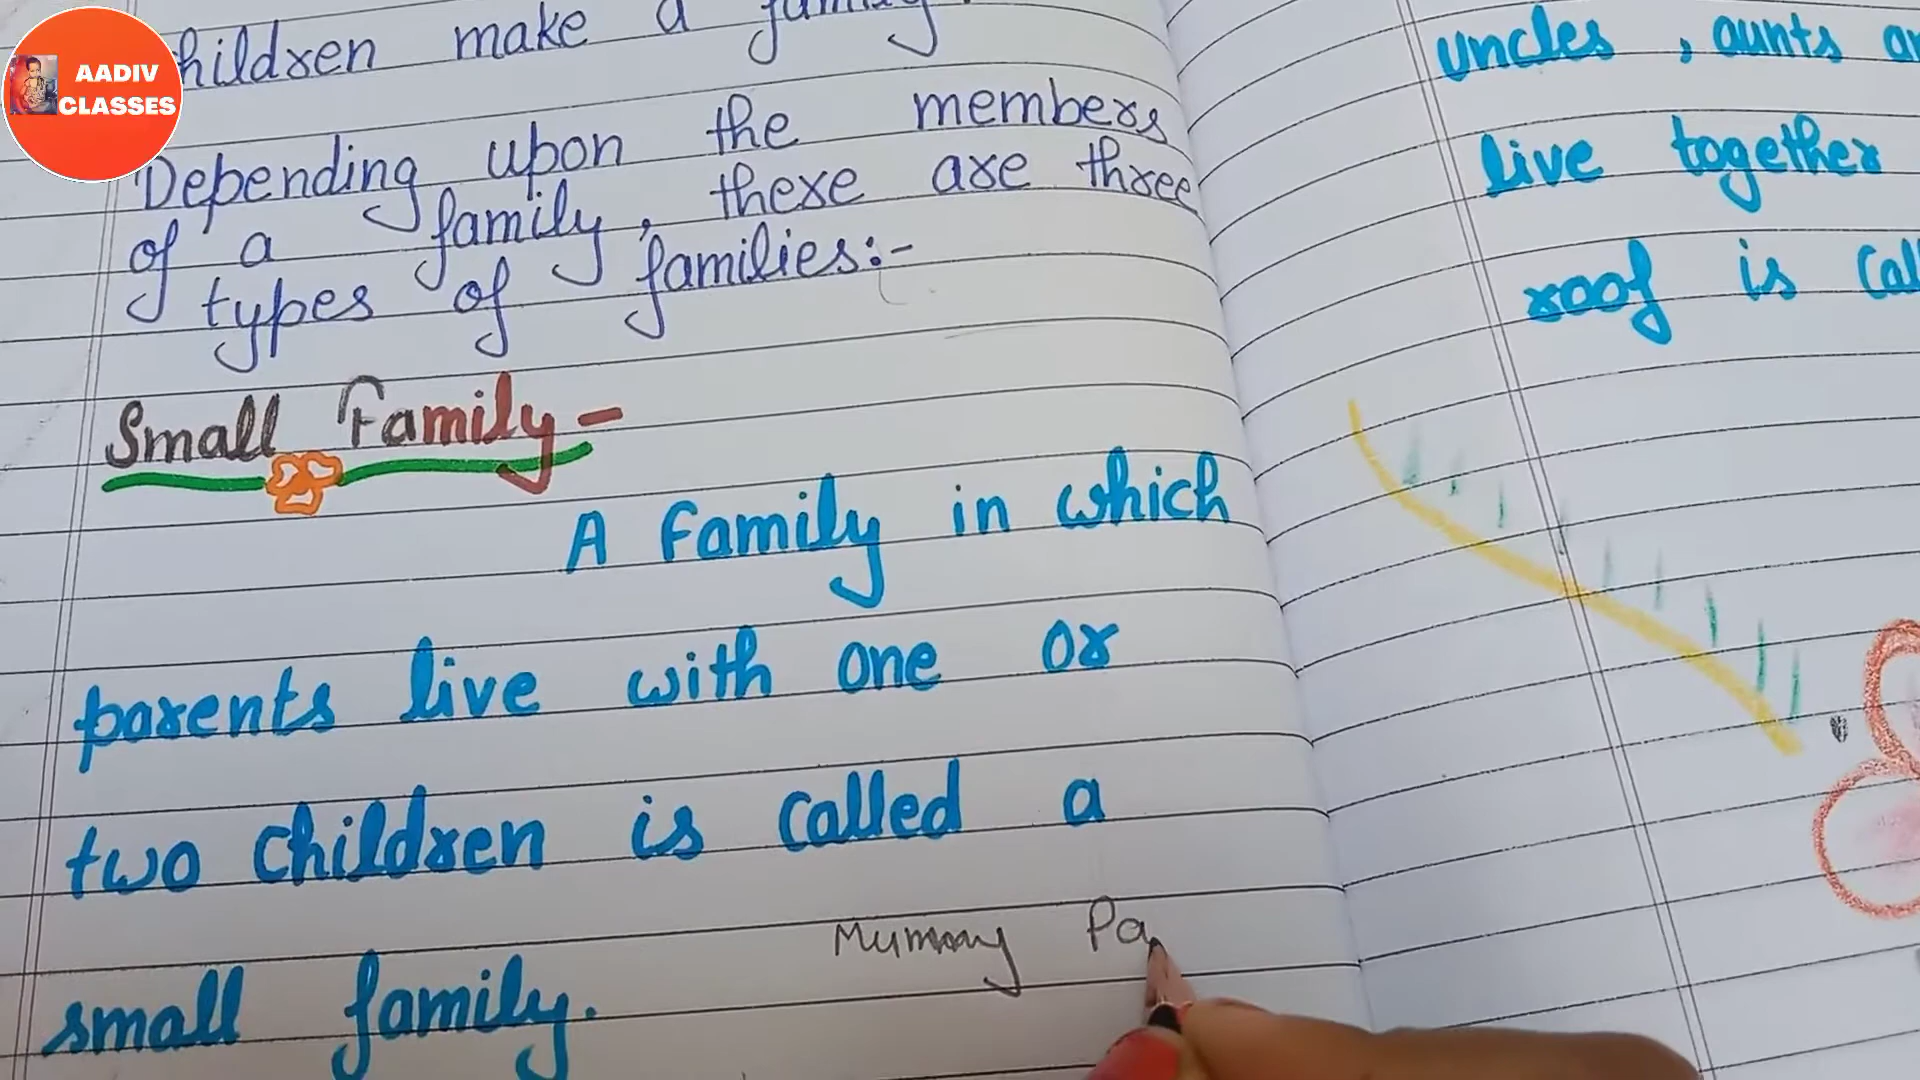 AADIV
CLASSES
hildren make a family.
Depending upon the members
of a family, there are three
types of families:-
Small Family -
A family in which
parents live with one or
two children is called a
small family.
Mummy Pa
uncles, aunts
live together
roof is